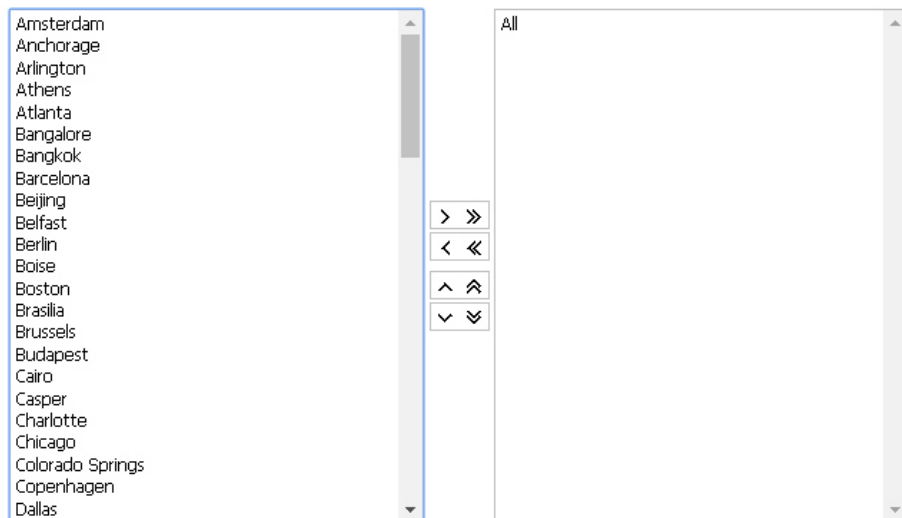 Amsterdam
Anchorage
Arlington
Athens
Atlanta
Bangalore
Bangkok
Barcelona
Beijing
Belfast
Berlin
Boise
Boston
Brasilia
Brussels
Budapest
Cairo
Casper
Charlotte
Chicago
Colorado Springs
Copenhagen
Dallas
All